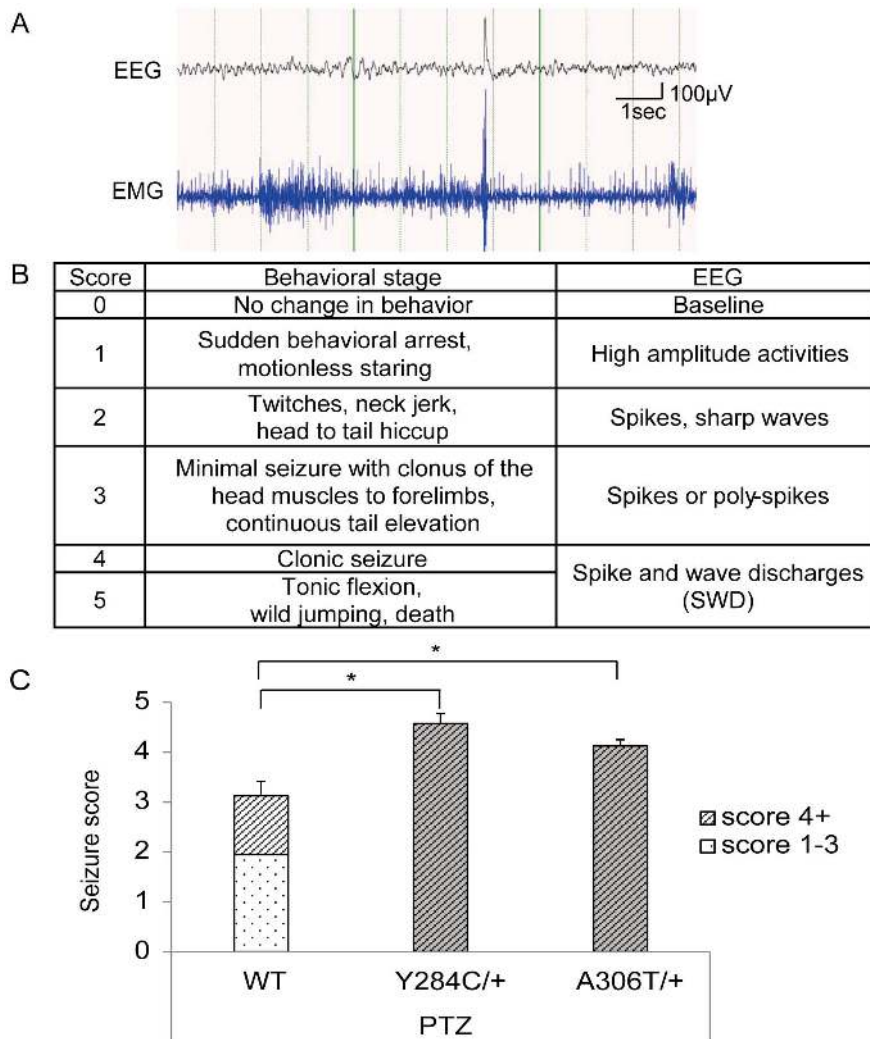 A
EEG
100µV
1sec
EMG
B
Score Behavioral stage EEG
0 No change in behavior Baseline
1 Sudden behavioral arrest,
motionless staring High amplitude activities
2 Twitches, neck jerk,
head to tail hiccup Spikes, sharp waves
3 Minimal seizure with clonus of the
head muscles to forelimbs,
continuous tail elevation Spikes or poly-spikes
4 Clonic seizure Spike and wave discharges
(SWD)
5 Tonic flexion,
wild jumping, death
C
* 
*
Seizure score
5
4
3
2
1
0
score 4+
score 1-3
WT Y284C/+ A306T/+
PTZ